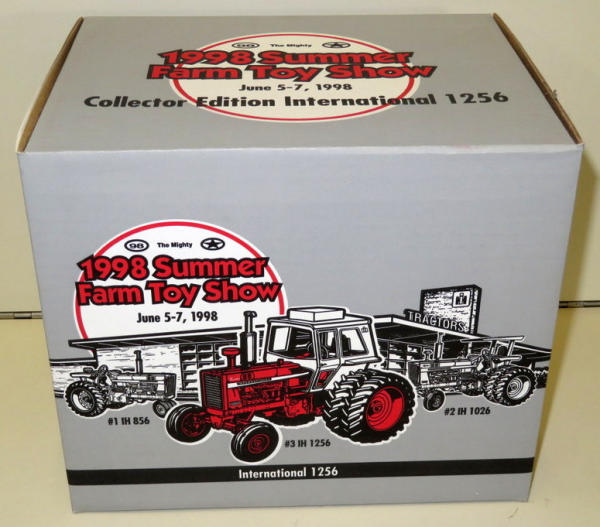 98 The Mighty
1998 Summer
Farm Toy Show
June 5-7, 1998
Collector Edition International 1256
98 The Mighty
1998 Summer
Farm Toy Show
June 5-7, 1998
IH
TRACTORS
#1 IH 856
#3 IH 1256
#2 IH 1026
International 1256